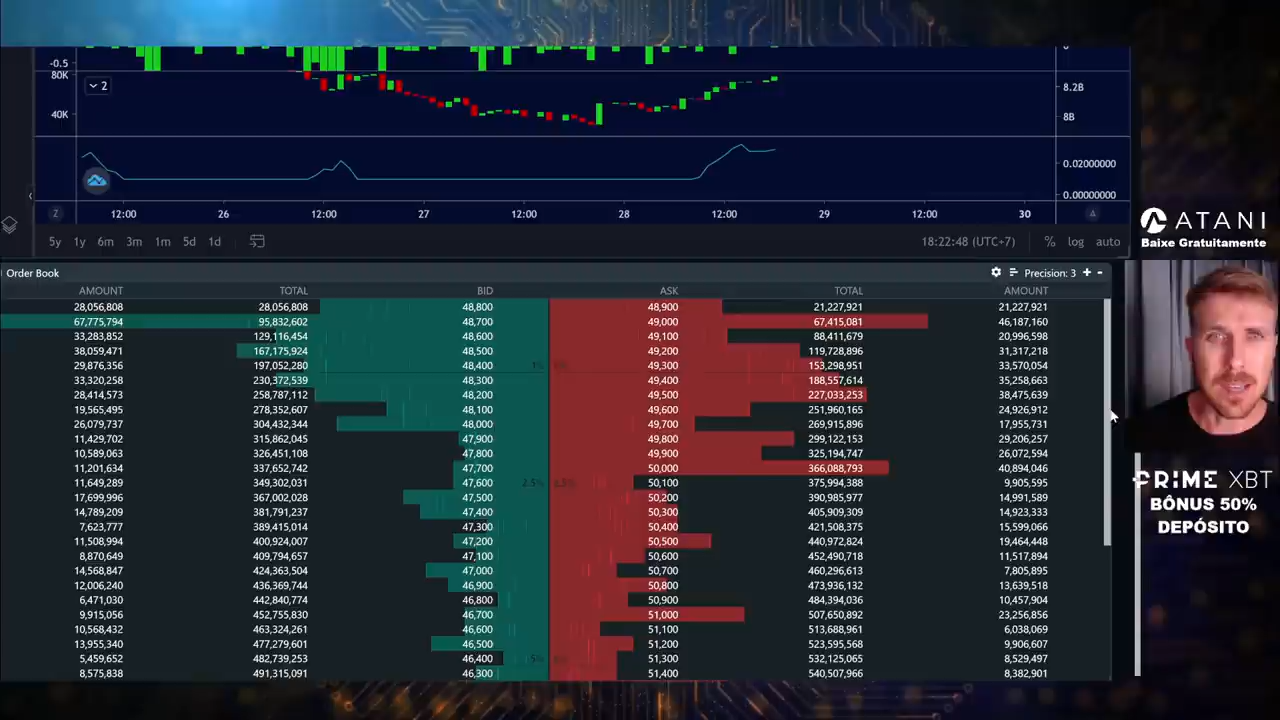 -0.5
0
80K
2
8.2B
40K
8B
0.02000000
0.00000000
Z 12:00 26 12:00 27 12:00 28 12:00 29 12:00 30 A
5y 1y 6m 3m 1m 5d 1d 18:22:48 (UTC+7) % log auto
ATANI
Baixe Gratuitamente
Order Book Precision: 3 + -
AMOUNT TOTAL BID ASK TOTAL AMOUNT
28,056,808 28,056,808 48,800 48,900 21,227,921 21,227,921
67,775,794 95,832,602 48,700 49,000 67,415,081 46,187,160
33,283,852 129,116,454 48,600 49,100 88,411,679 20,996,598
38,059,471 167,175,924 48,500 49,200 119,728,896 31,317,218
29,876,356 197,052,280 48,400 1% 49,300 153,298,951 33,570,054
33,320,258 230,372,539 48,300 49,400 188,557,614 35,258,663
28,414,573 258,787,112 48,200 49,500 227,033,253 38,475,639
19,565,495 278,352,607 48,100 49,600 251,960,165 24,926,912
26,079,737 304,432,344 48,000 49,700 269,915,896 17,955,731
11,429,702 315,862,045 47,900 49,800 299,122,153 29,206,257
10,589,063 326,451,108 47,800 49,900 325,194,747 26,072,594
11,201,634 337,652,742 47,700 50,000 366,088,793 40,894,046
11,649,289 349,302,031 47,600 2.5% 2.5% 50,100 375,994,388 9,905,595
17,699,996 367,002,028 47,500 50,200 390,985,977 14,991,589
14,789,209 381,791,237 47,400 50,300 405,909,309 14,923,333
7,623,777 389,415,014 47,300 50,400 421,508,375 15,599,066
11,508,994 400,924,007 47,200 50,500 440,972,824 19,464,448
8,870,649 409,794,657 47,100 50,600 452,490,718 11,517,894
14,568,847 424,363,504 47,000 50,700 460,296,613 7,805,895
12,006,240 436,369,744 46,900 50,800 473,936,132 13,639,518
6,471,030 442,840,774 46,800 50,900 484,394,036 10,457,904
9,915,056 452,755,830 46,700 51,000 507,650,892 23,256,856
10,568,432 463,324,261 46,600 51,100 513,688,961 6,038,069
13,955,340 477,279,601 46,500 51,200 523,595,568 9,906,607
5,459,652 482,739,253 46,400 5% 51,300 532,125,065 8,529,497
8,575,838 491,315,091 46,300 51,400 540,507,966 8,382,901
PRIME XBT
BÔNUS 50%
DEPÓSITO